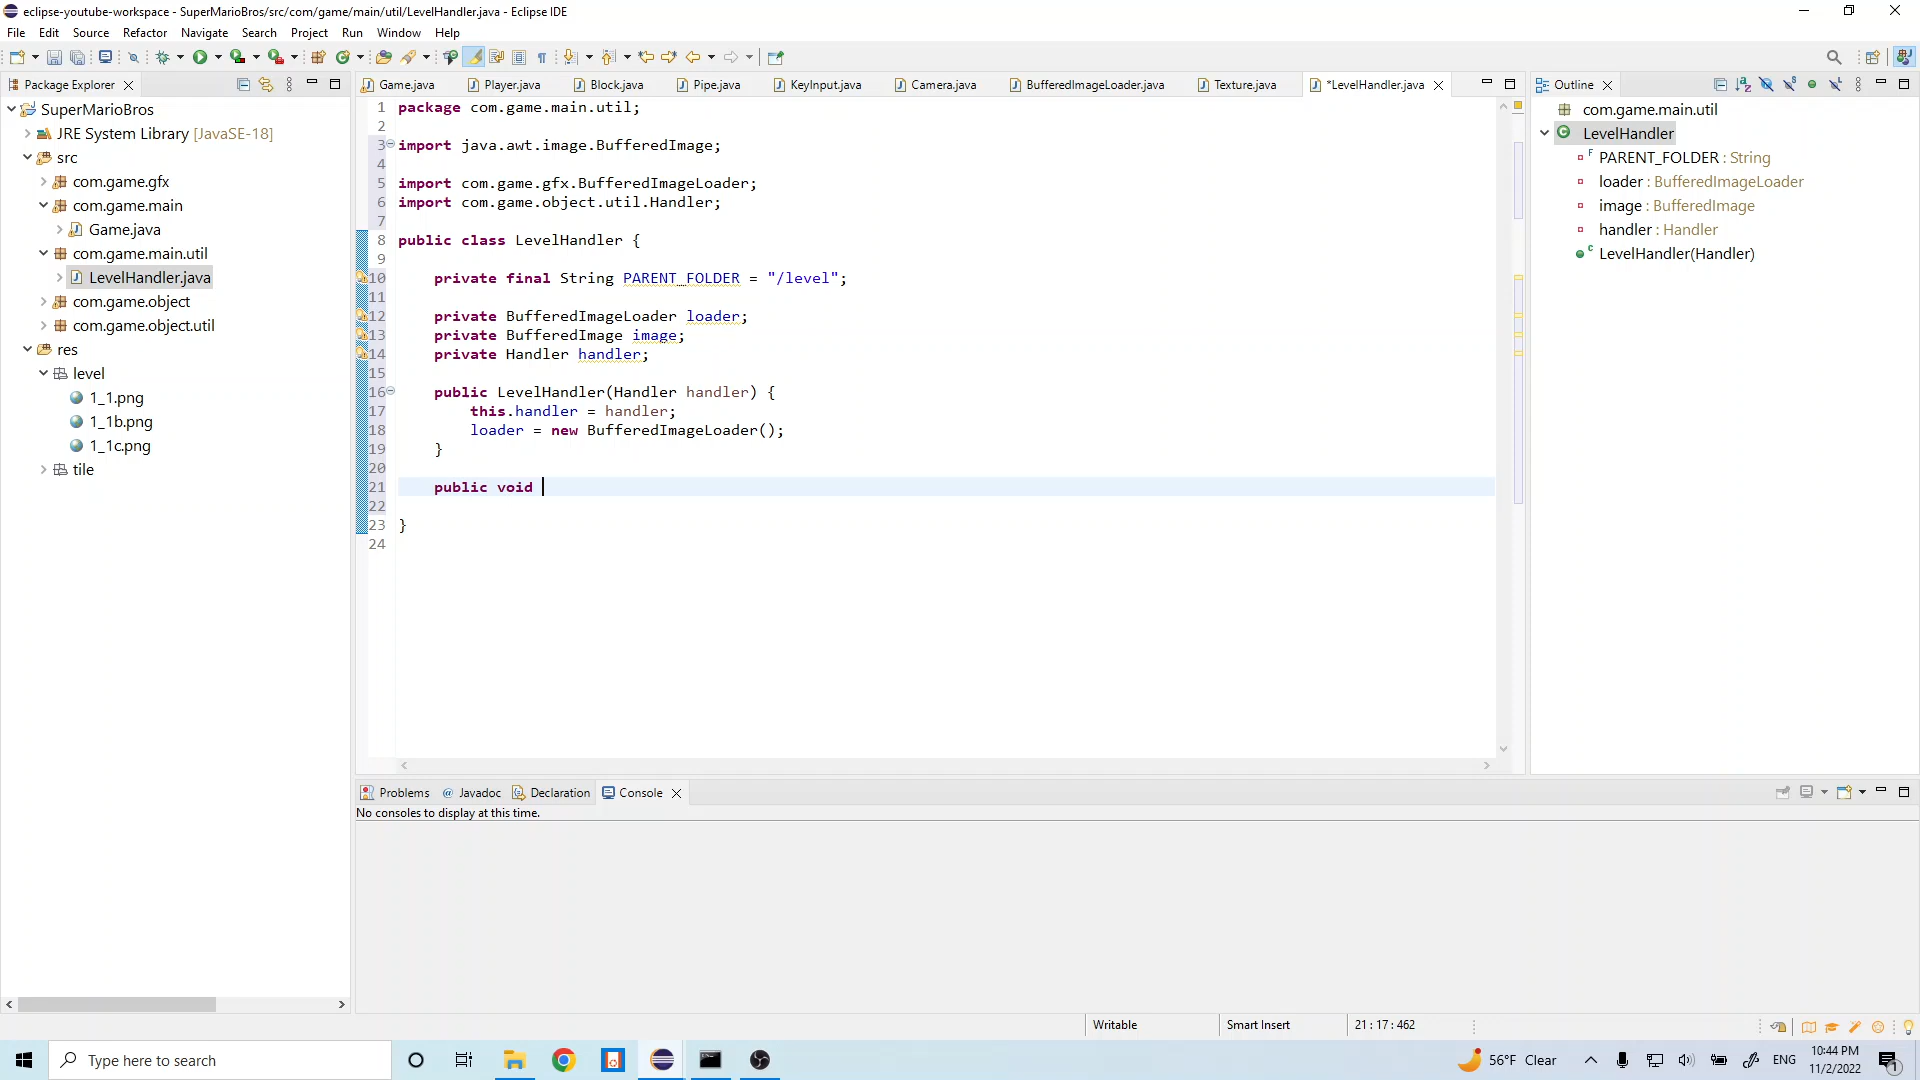 eclipse-youtube-workspace - SuperMarioBros/src/com/game/main/util/LevelHandler.java - Eclipse IDE
File Edit Source Refactor Navigate Search Project Run Window Help
Package Explorer
SuperMarioBros
JRE System Library [JavaSE-18]
src
com.game.gfx
com.game.main
Game.java
com.game.main.util
LevelHandler.java
com.game.object
com.game.object.util
res
level
1_1.png
1_1b.png
1_1c.png
tile
Game.java Player.java Block.java Pipe.java KeyInput.java Camera.java BufferedImageLoader.java Texture.java *LevelHandler.java
1 package com.game.main.util;
2
3 import java.awt.image.BufferedImage;
4
5 import com.game.gfx.BufferedImageLoader;
6 import com.game.object.util.Handler;
7
8 public class LevelHandler {
9
10 private final String PARENT_FOLDER = "/level";
11
12 private BufferedImageLoader loader;
13 private BufferedImage image;
14 private Handler handler;
15
16 public LevelHandler(Handler handler) {
17 this.handler = handler;
18 loader = new BufferedImageLoader();
19 }
20
21 public void
22
23 }
24
Outline
com.game.main.util
LevelHandler
PARENT_FOLDER : String
loader : BufferedImageLoader
image : BufferedImage
handler : Handler
LevelHandler(Handler)
Problems Javadoc Declaration Console
No consoles to display at this time.
Writable Smart Insert 21 : 17 : 462
Type here to search
56°F Clear
ENG
10:44 PM
11/2/2022
1